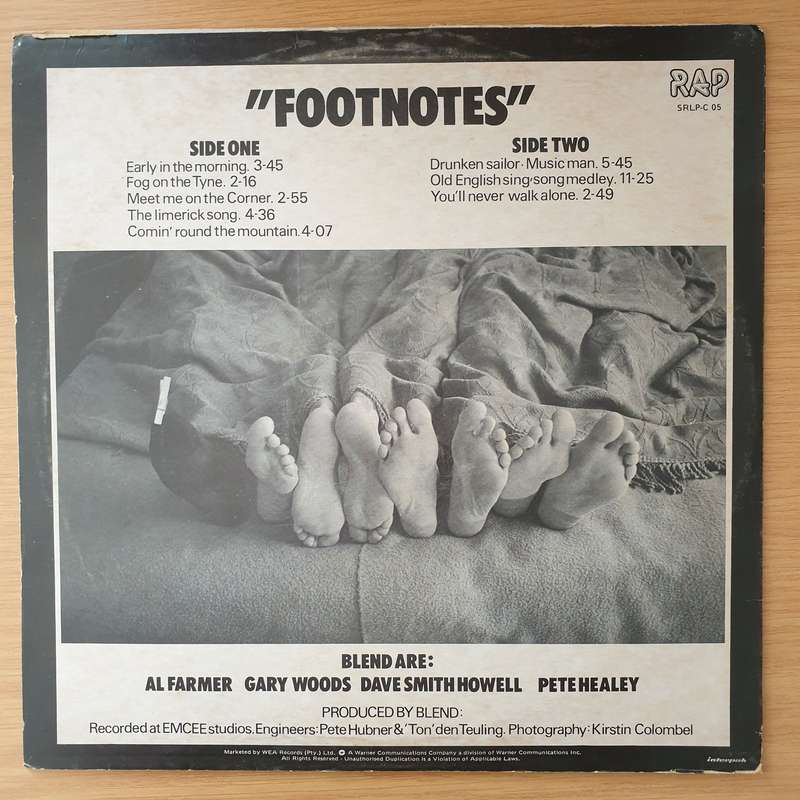 "FOOTNOTES"
RAP
SRLP-C 05
SIDE ONE
Early in the morning. 3-45
Fog on the Tyne. 2-16
Meet me on the Corner. 2-55
The limerick song. 4-36
Comin' round the mountain. 4-07
SIDE TWO
Drunken sailor·Music man. 5-45
Old English sing·song medley. 11-25
You'll never walk alone. 2-49
BLEND ARE:
AL FARMER GARY WOODS DAVE SMITH HOWELL PETE HEALEY
PRODUCED BY BLEND:
Recorded at EMCEE studios. Engineers: Pete Hubner & 'Ton' den Teuling. Photography: Kirstin Colombel
Marketed by WEA Records (Pty.) Ltd. A Warner Communications Company a division of Warner Communications Inc.
All Rights Reserved - Unauthorised Duplication is a Violation of Applicable Laws.
interpak